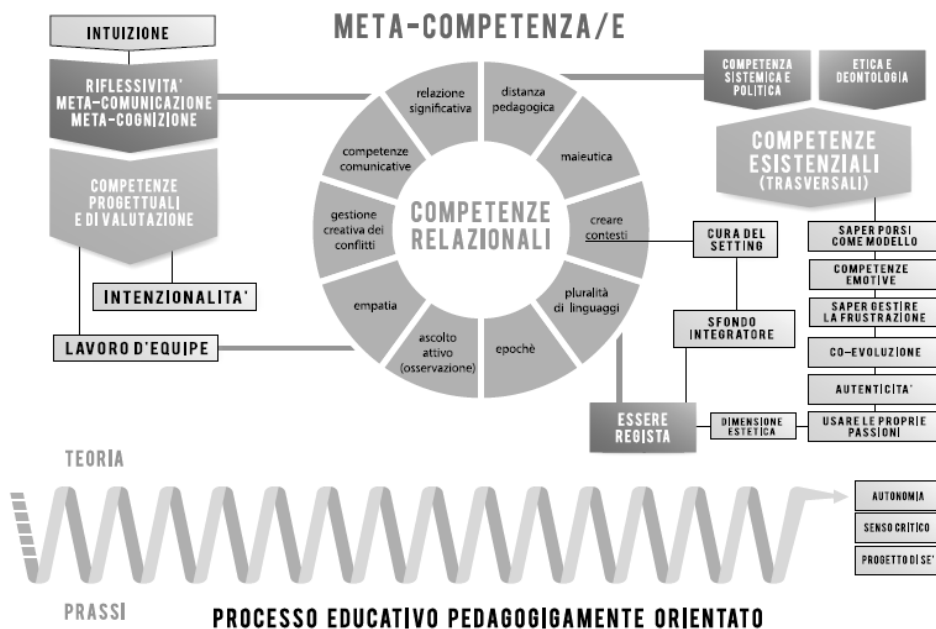 META-COMPETENZA/E
INTUIZIONE
RIFLESSIVITA'
META-COMUNICAZIONE
META-COGNIZIONE
COMPETENZE
PROGETTUALI
E DI VALUTAZIONE
INTENZIONALITA'
LAVORO D'EQUIPE
relazione
significativa
distanza
pedagogica
maieutica
creare
contesti
pluralità
di linguaggi
epochè
ascolto
attivo
(osservazione)
empatia
gestione
creativa dei
conflitti
competenze
comunicative
COMPETENZE
RELAZIONALI
COMPETENZA
SISTEMICA E
POLITICA
ETICA E
DEONTOLOGIA
COMPETENZE
ESISTENZIALI
(TRASVERSALI)
CURA DEL
SETTING
SFONDO
INTEGRATORE
ESSERE
REGISTA
DIMENSIONE
ESTETICA
SAPER PORSI
COME MODELLO
COMPETENZE
EMOTIVE
SAPER GESTIRE
LA FRUSTRAZIONE
CO-EVOLUZIONE
AUTENTICITA'
USARE LE PROPRIE
PASSIONI
TEORIA
PRASSI
AUTONOMIA
SENSO CRITICO
PROGETTO DI SE'
PROCESSO EDUCATIVO PEDAGOGIGAMENTE ORIENTATO